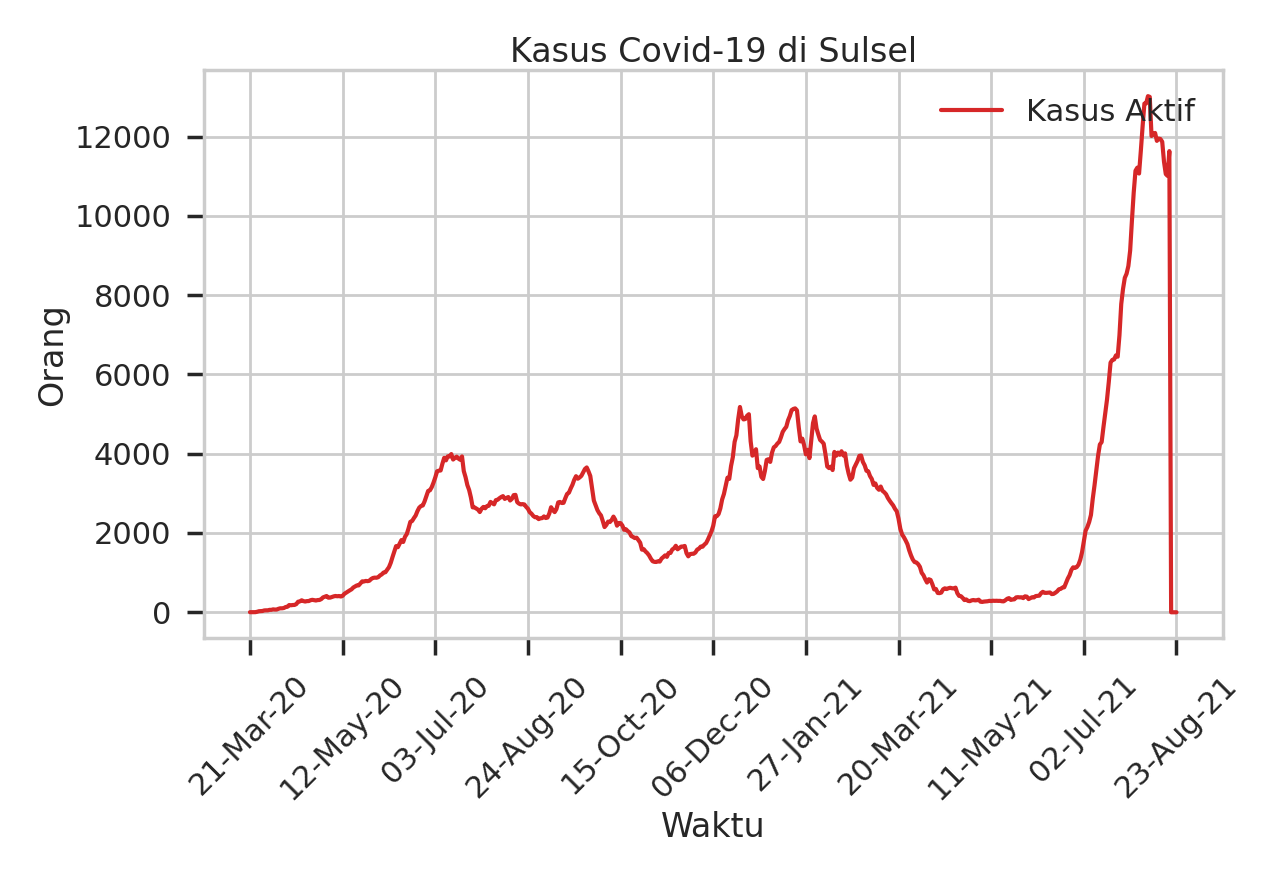 Kasus Covid-19 di Sulsel
Kasus Aktif
12000
10000
8000
6000
4000
2000
0
Orang
21-Mar-20
12-May-20
03-Jul-20
24-Aug-20
15-Oct-20
06-Dec-20
27-Jan-21
20-Mar-21
11-May-21
02-Jul-21
23-Aug-21
Waktu